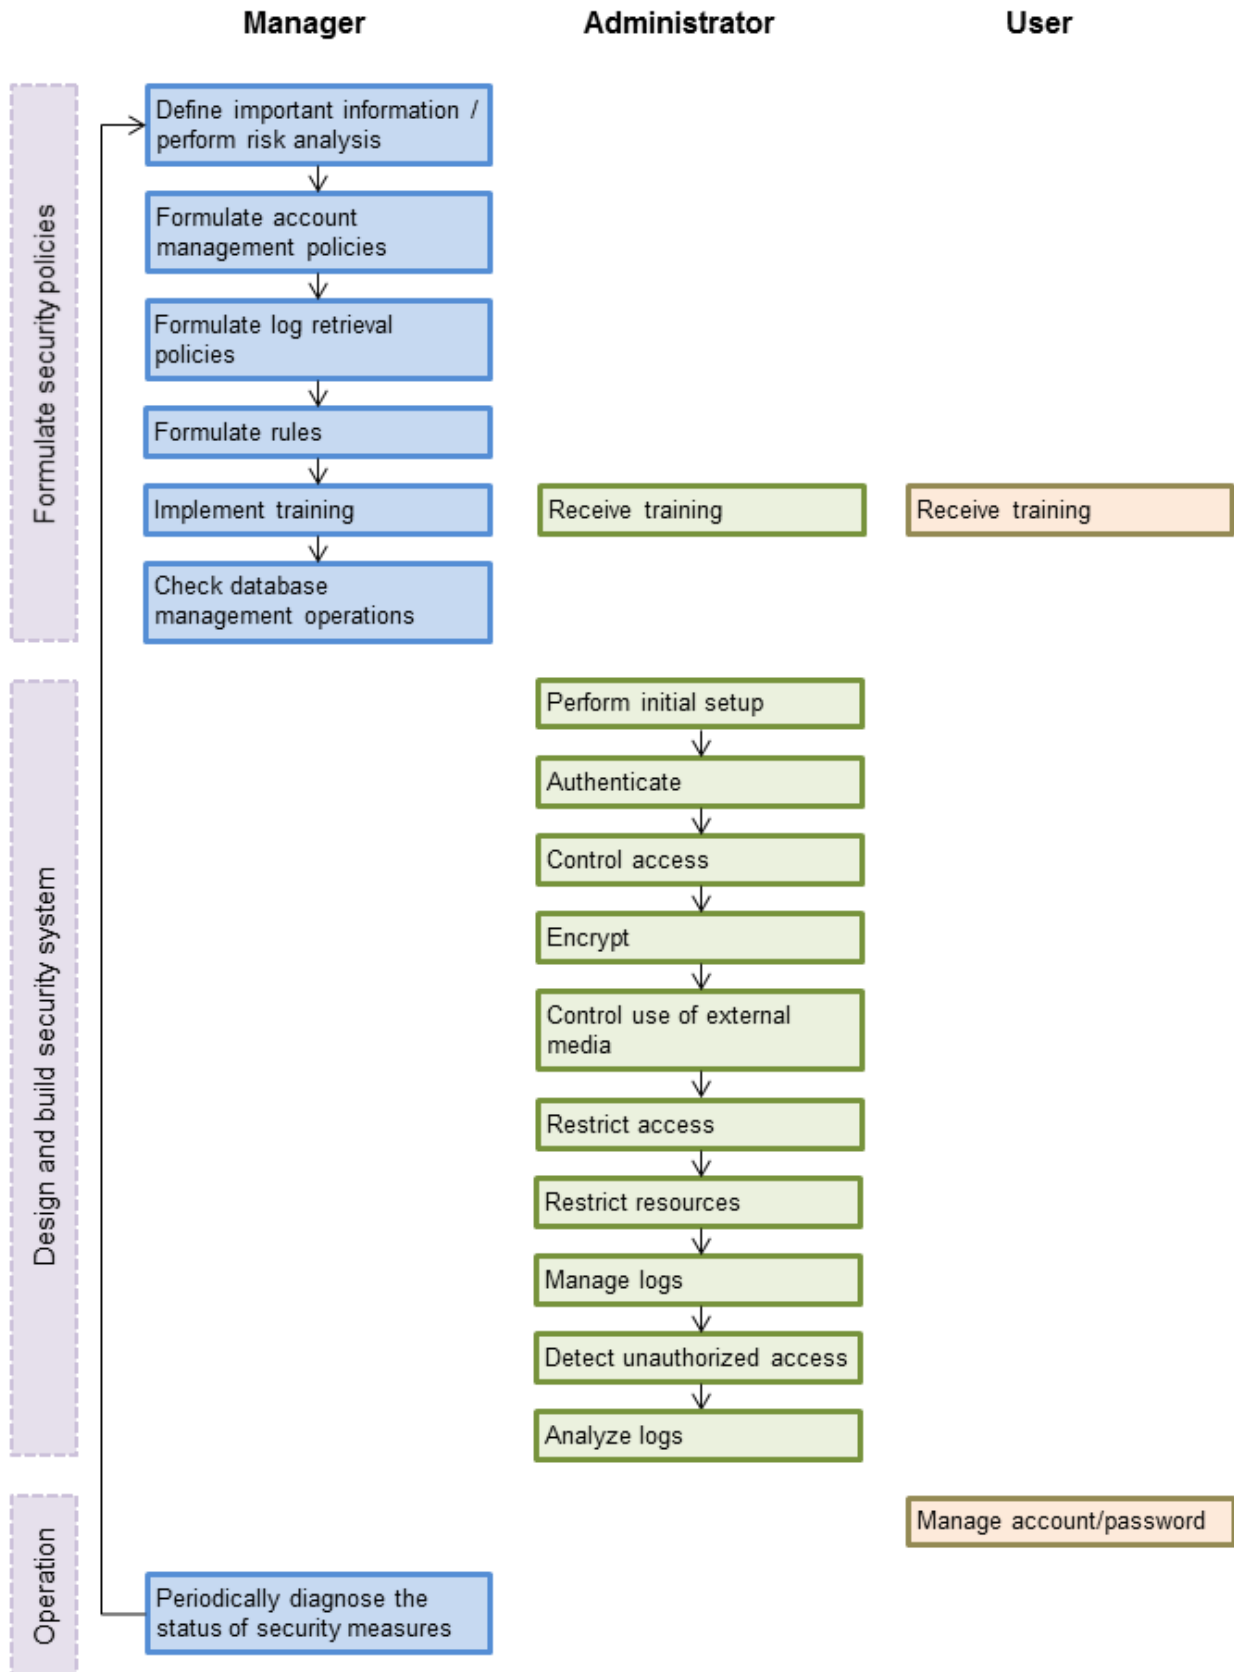 Manager
Administrator
User
Formulate security policies
Define important information /
perform risk analysis
Formulate account
management policies
Formulate log retrieval
policies
Formulate rules
Implement training
Receive training
Receive training
Check database
management operations
Design and build security system
Perform initial setup
Authenticate
Control access
Encrypt
Control use of external
media
Restrict access
Restrict resources
Manage logs
Detect unauthorized access
Analyze logs
Operation
Manage account/password
Periodically diagnose the
status of security measures